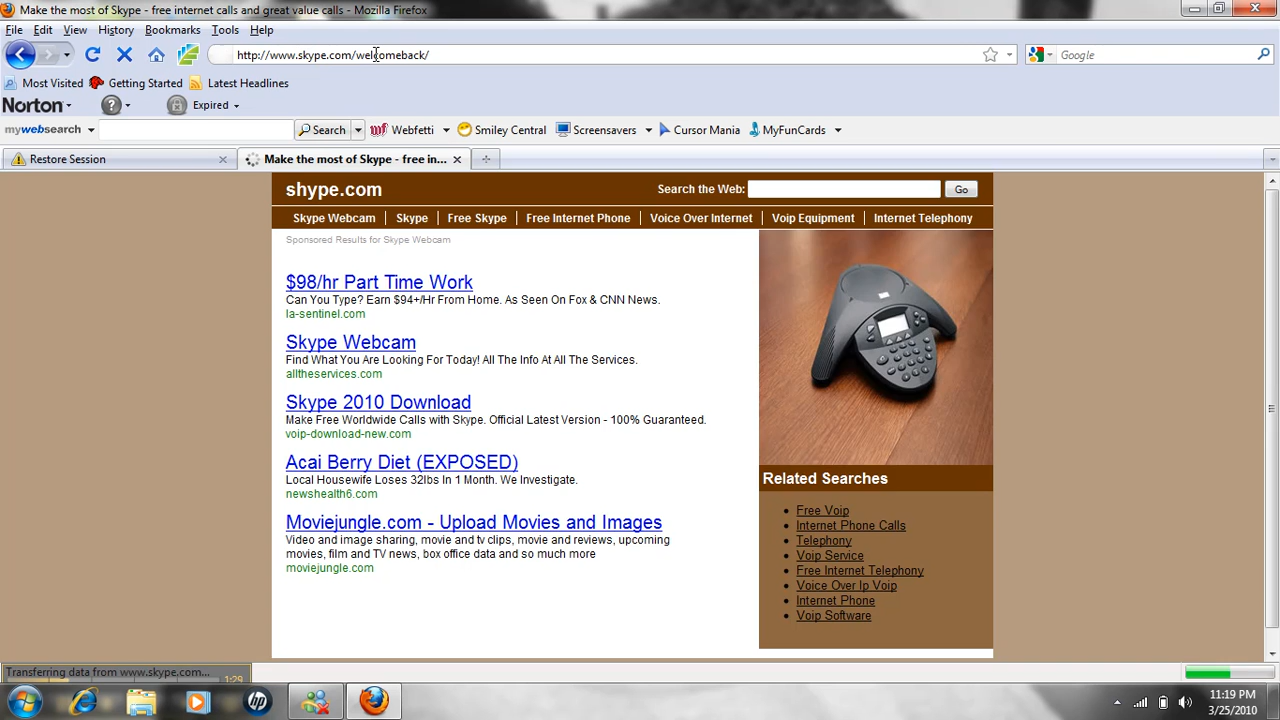 Make the most of Skype - free internet calls and great value calls - Mozilla Firefox
File Edit View History Bookmarks Tools Help
http://www.skype.com/welcomeback/
Google
Most Visited Getting Started Latest Headlines
Norton Expired
mywebsearch Search Webfetti Smiley Central Screensavers Cursor Mania MyFunCards
Restore Session
Make the most of Skype - free in...
shype.com
Search the Web: Go
Skype Webcam Skype Free Skype Free Internet Phone Voice Over Internet Voip Equipment Internet Telephony
Sponsored Results for Skype Webcam
$98/hr Part Time Work
Can You Type? Earn $94+/Hr From Home. As Seen On Fox & CNN News.
la-sentinel.com
Skype Webcam
Find What You Are Looking For Today! All The Info At All The Services.
alltheservices.com
Skype 2010 Download
Make Free Worldwide Calls with Skype. Official Latest Version - 100% Guaranteed.
voip-download-new.com
Acai Berry Diet (EXPOSED)
Local Housewife Loses 32lbs In 1 Month. We Investigate.
newshealth6.com
Moviejungle.com - Upload Movies and Images
Video and image sharing, movie and tv clips, movie and reviews, upcoming
movies, film and TV news, box office data and so much more
moviejungle.com
Related Searches
Free Voip
Internet Phone Calls
Telephony
Voip Service
Free Internet Telephony
Voice Over Ip Voip
Internet Phone
Voip Software
Transferring data from www.skype.com...
1:29
hp
11:19 PM
3/25/2010